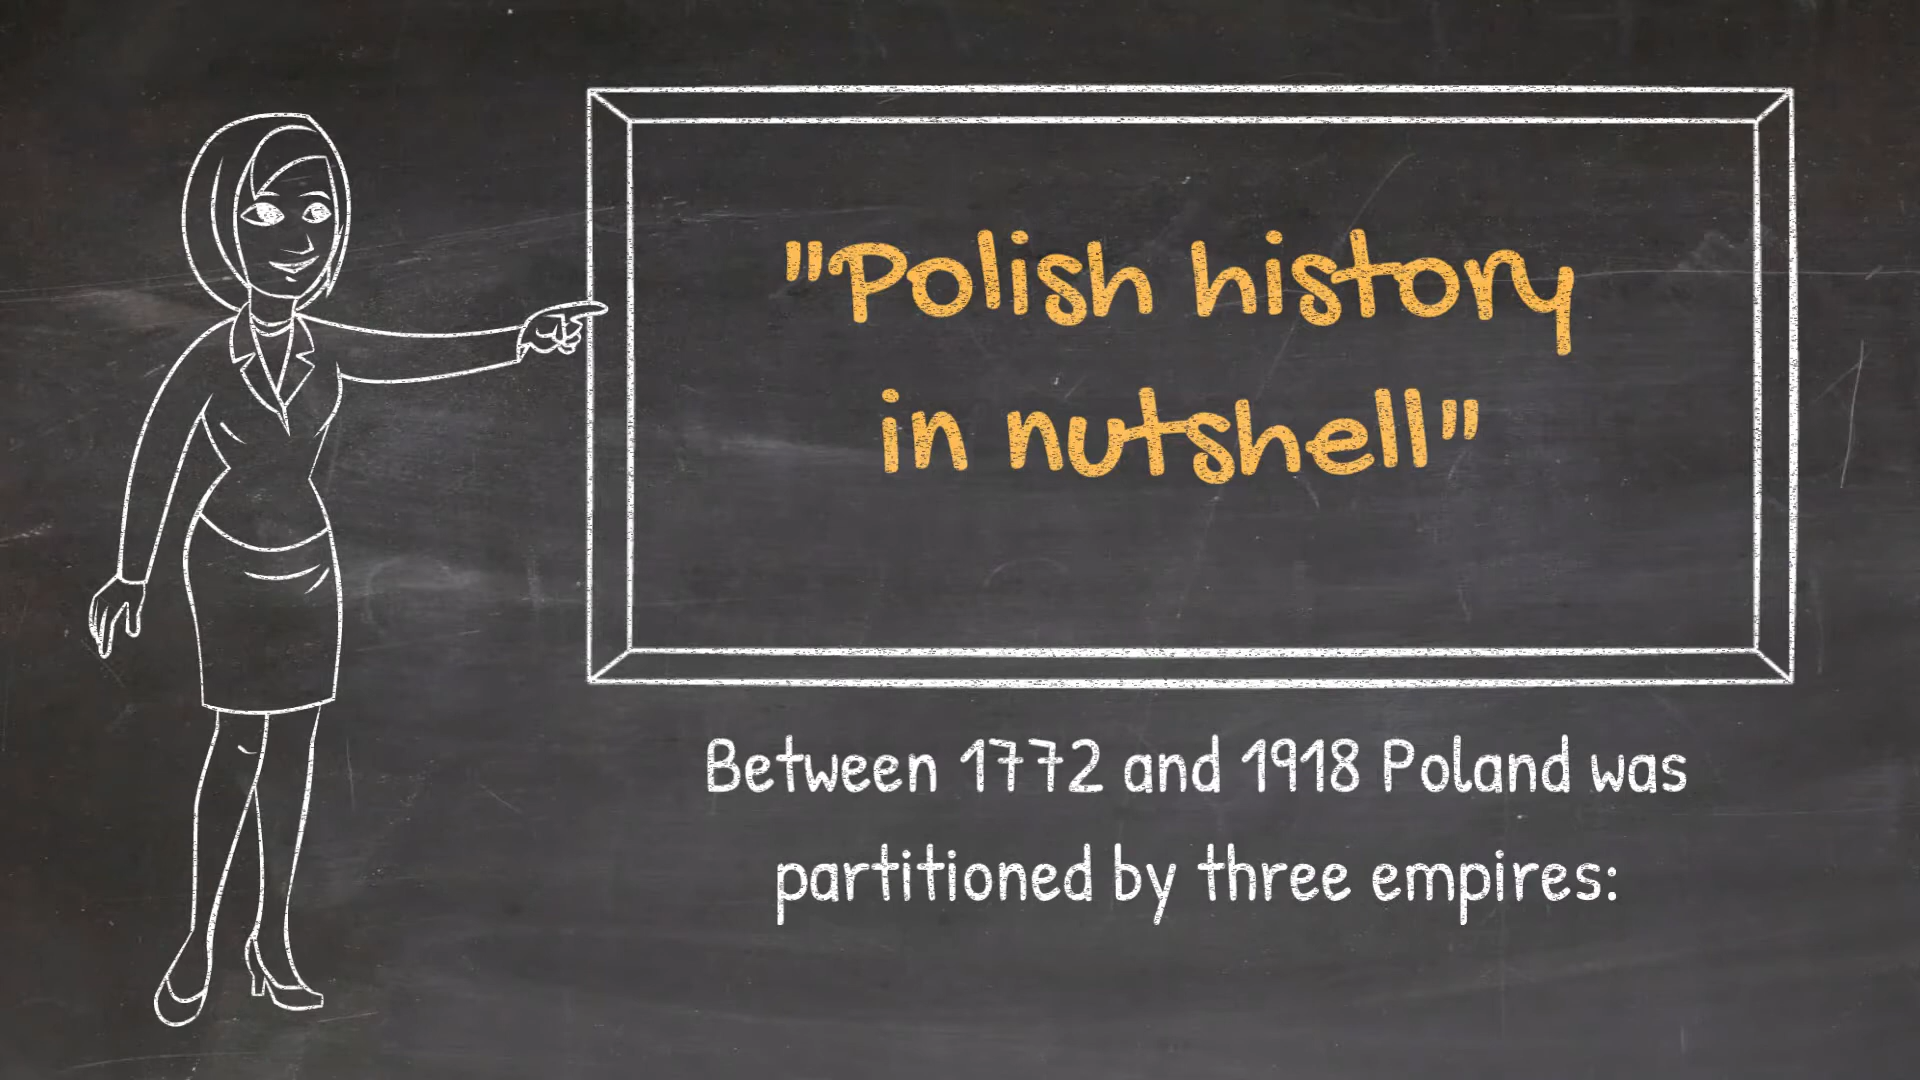 "Polish history
in nutshell"
Between 1772 and 1918 Poland was
partitioned by three empires: